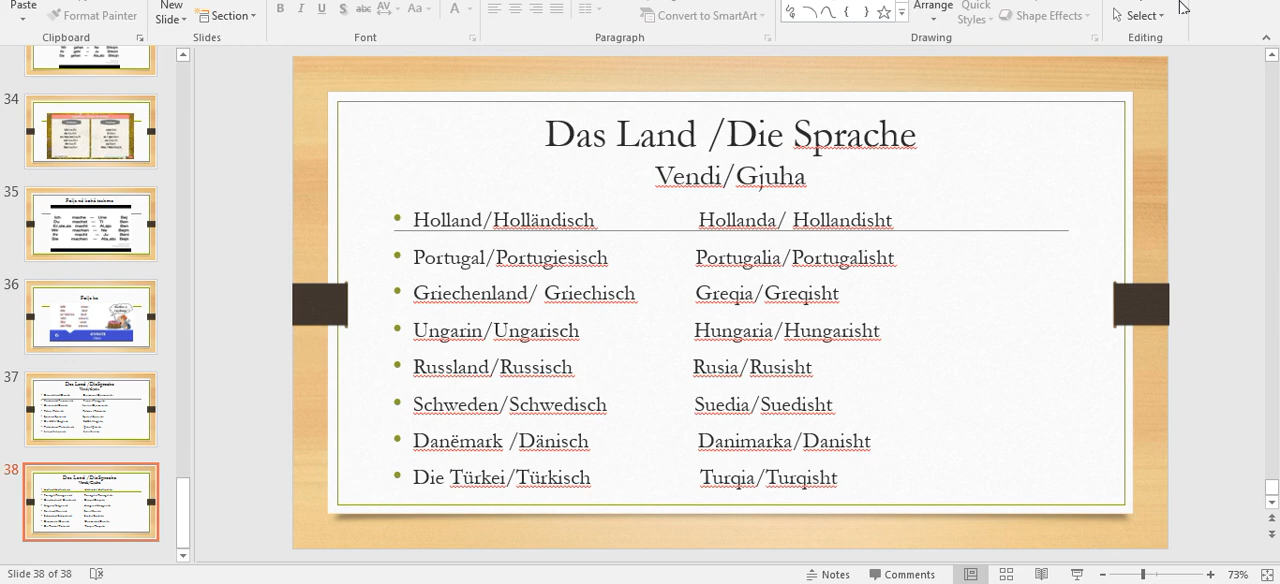 Paste
Format Painter
New
Slide
Section
B I U S abc AV Aa A
Convert to SmartArt
Arrange
Quick
Styles
Shape Effects
Select
Clipboard
Slides
Font
Paragraph
Drawing
Editing
34
35
36
37
38
Das Land /Die Sprache
Vendi/Gjuha
Holland/Holländisch Hollanda/ Hollandisht
Portugal/Portugiesisch Portugalia/Portugalisht
Griechenland/ Griechisch Greqia/Greqisht
Ungarin/Ungarisch Hungaria/Hungarisht
Russland/Russisch Rusia/Rusisht
Schweden/Schwedisch Suedia/Suedisht
Danëmark /Dänisch Danimarka/Danisht
Die Türkei/Türkisch Turqia/Turqisht
Slide 38 of 38
Notes
Comments
73%